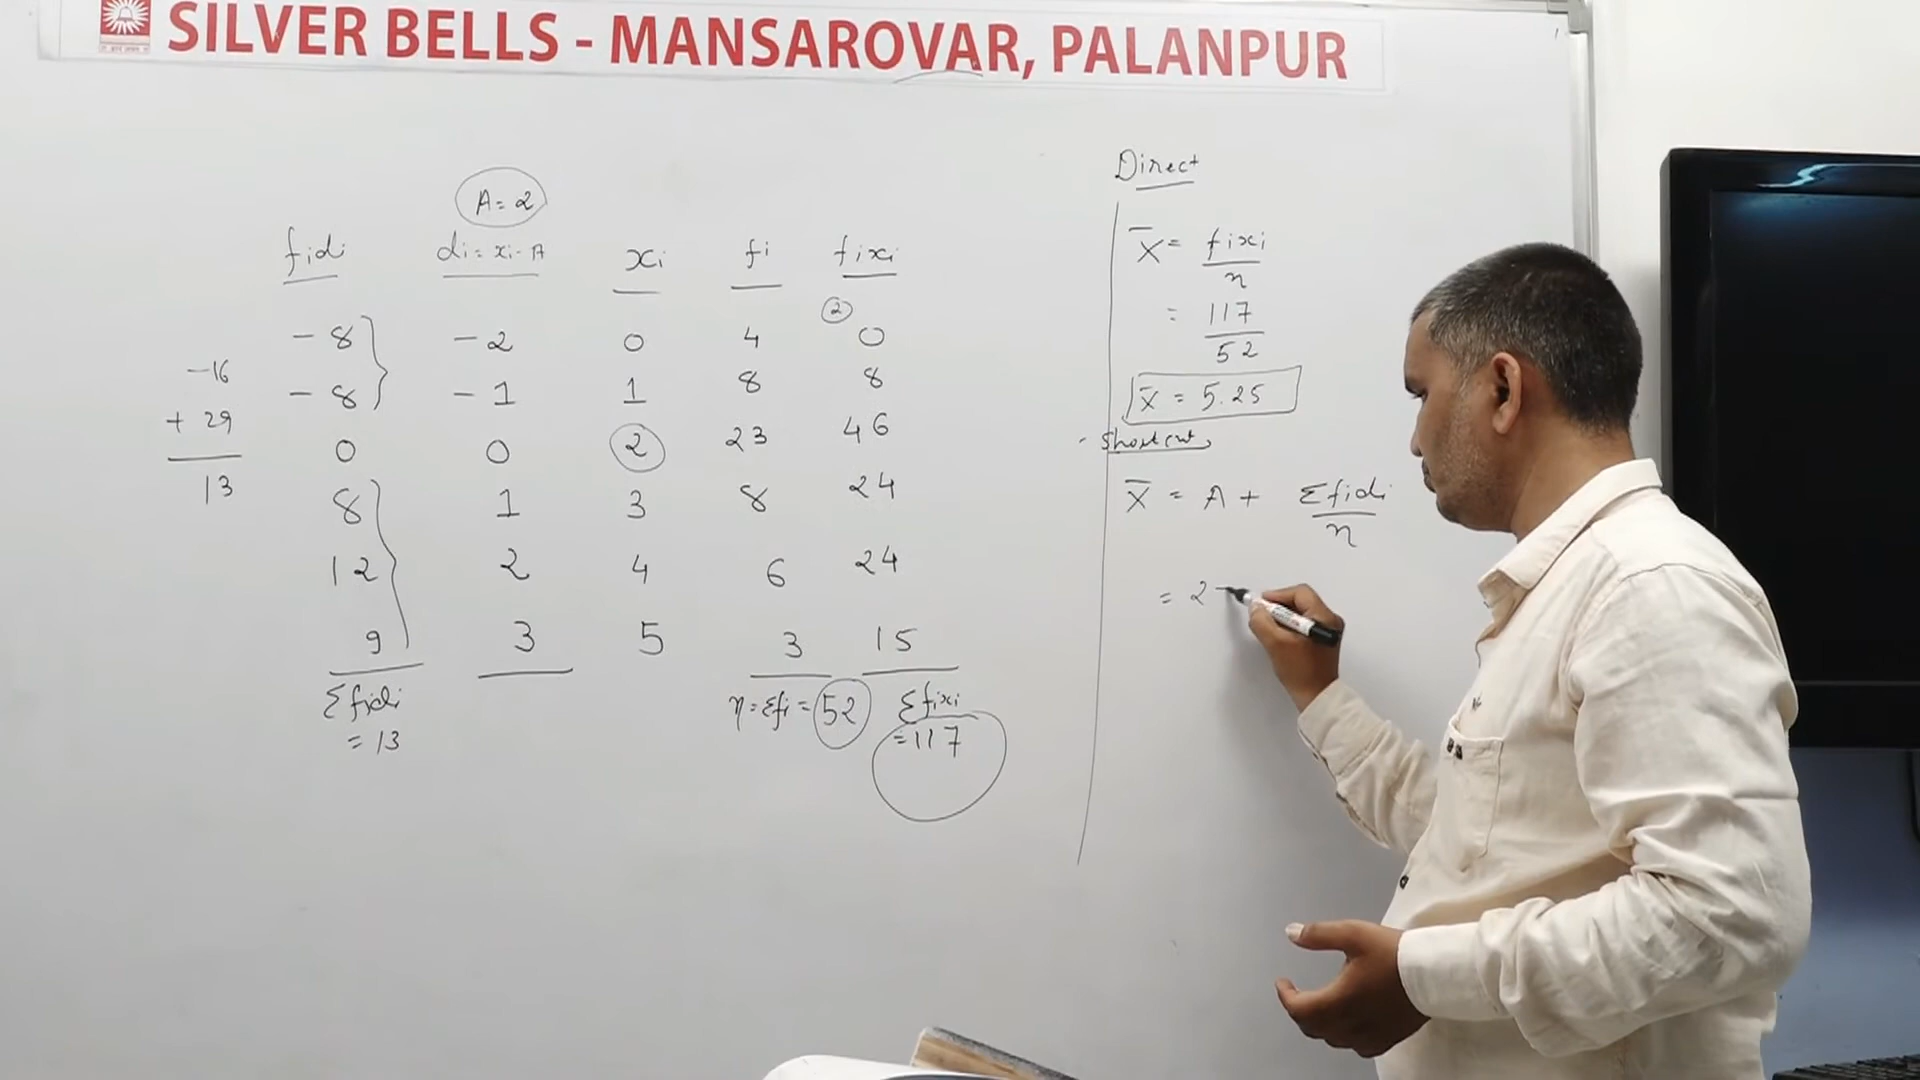 SILVER BELLS - MANSAROVAR, PALANPUR
A = 2
fidi di = xi - A xi fi fixi
2
- 8 - 2 0 4 0
- 8 - 1 1 8 8
0 0 2 23 46
8 1 3 8 24
12 2 4 6 24
9 3 5 3 15
Σfidi n = Σfi = 52 Σfixi
= 13 = 117
-16
+ 29
13
Direct
X̄ = fixi / n
= 117 / 52
x̄ = 5.25
Shortcut
X̄ = A + Σfidi / n
= 2